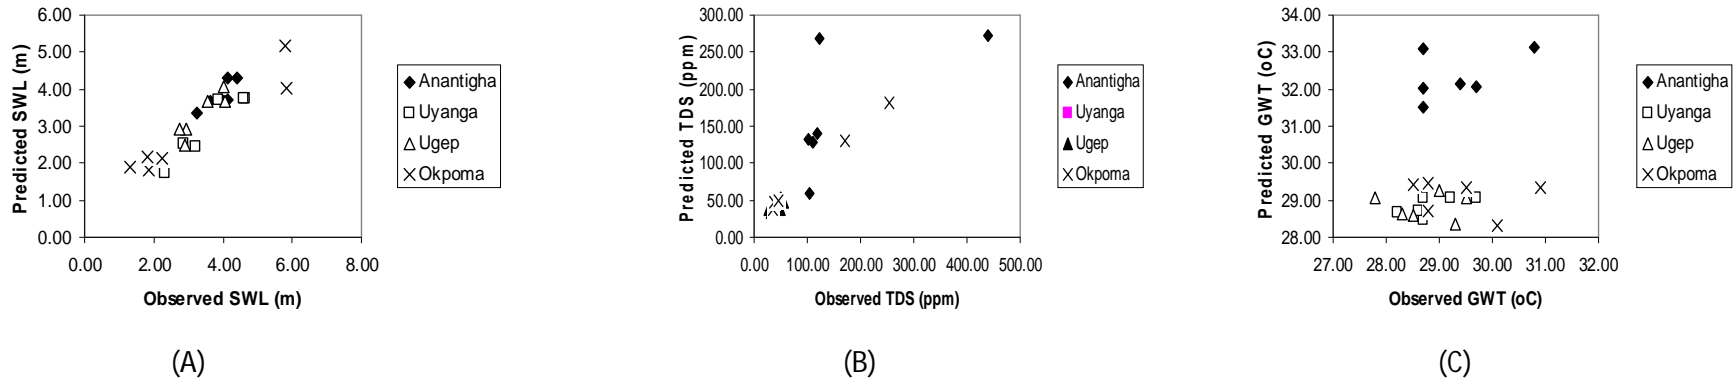 6.00
5.00
4.00
3.00
2.00
1.00
0.00
Predicted SWL (m)
0.00 2.00 4.00 6.00 8.00
Observed SWL (m)
Anantigha
Uyanga
Ugep
Okpoma
(A)
300.00
250.00
200.00
150.00
100.00
50.00
0.00
Predicted TDS (ppm)
0.00 100.00 200.00 300.00 400.00 500.00
Observed TDS (ppm)
Anantigha
Uyanga
Ugep
Okpoma
(B)
34.00
33.00
32.00
31.00
30.00
29.00
28.00
Predicted GWT (oC)
27.00 28.00 29.00 30.00 31.00 32.00
Observed GWT (oC)
Anantigha
Uyanga
Ugep
Okpoma
(C)